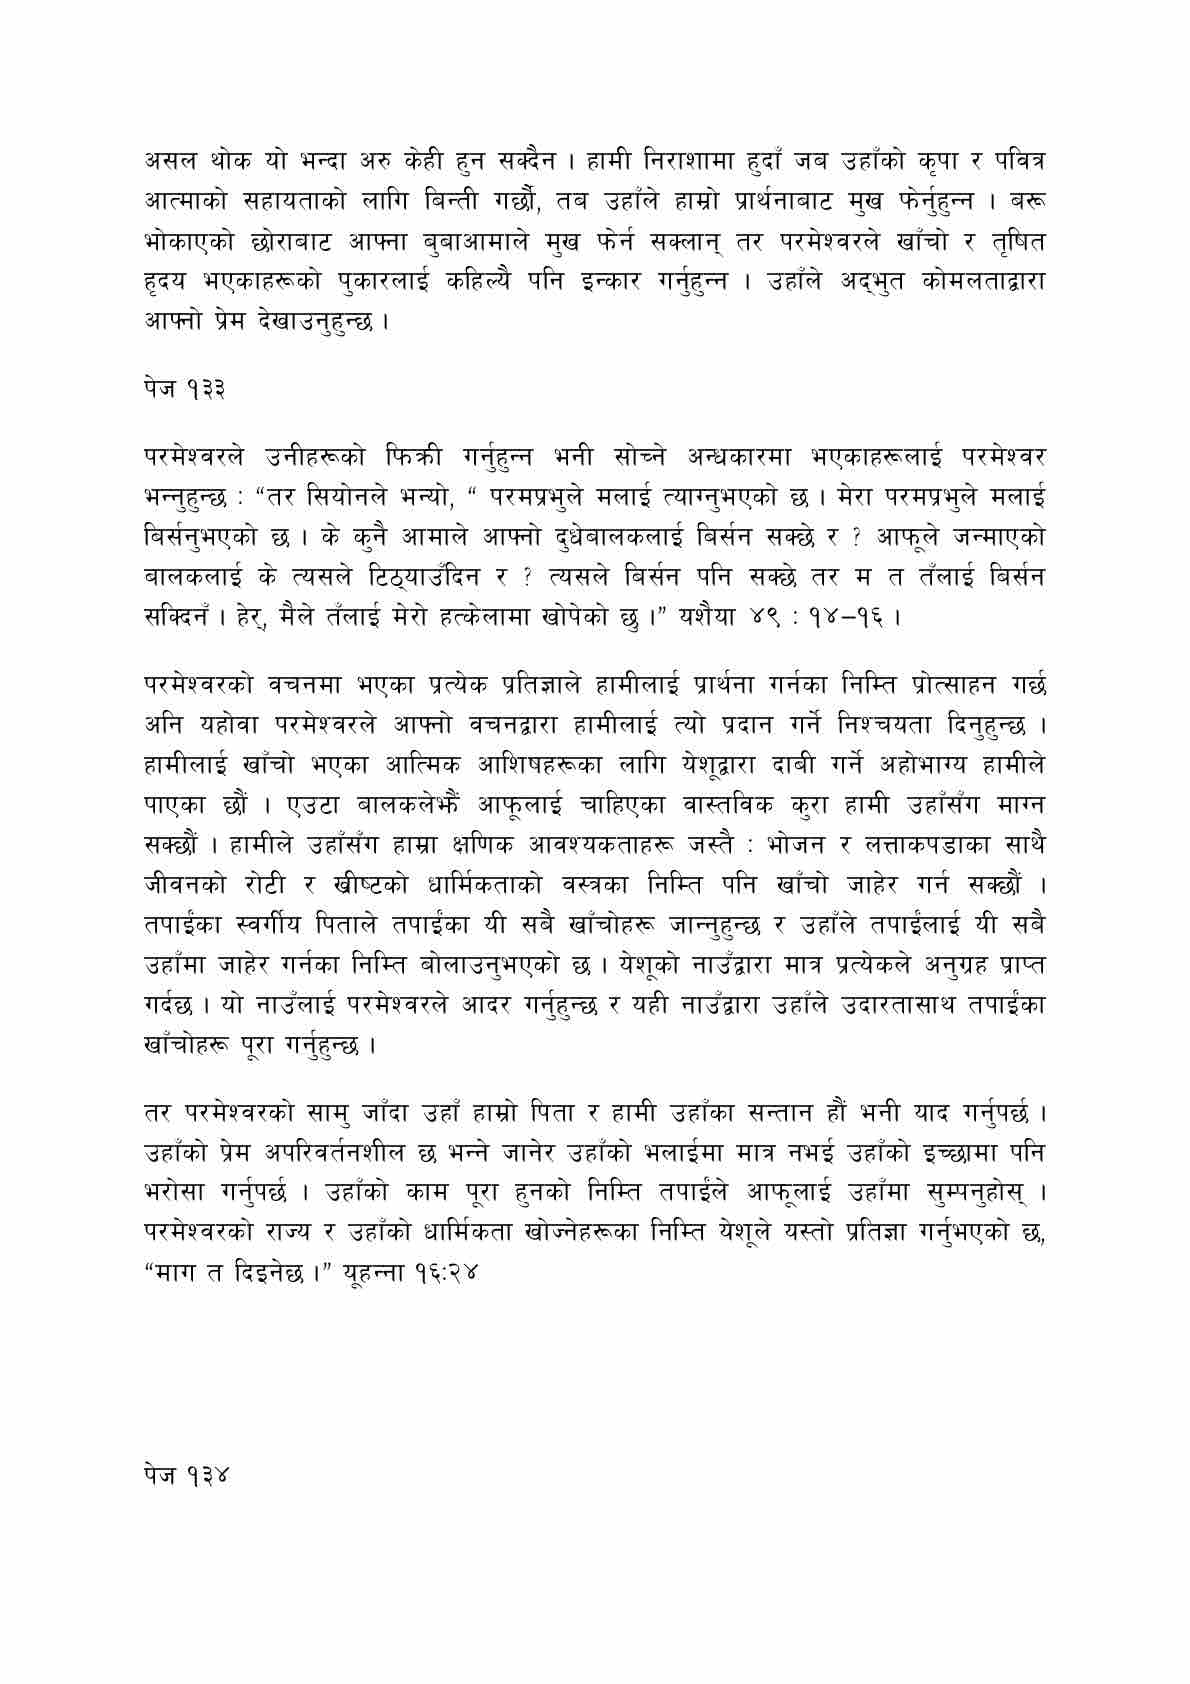 असल थोक यो भन्दा अरु केही हुन सक्दैन । हामी निराशामा हुदाँ जब उहाँको कृपा र पवित्र
आत्माको सहायताको लागि बिन्ती गर्छौं, तब उहाँले हाम्रो प्रार्थनाबाट मुख फेर्नुहुन्न । बरू
भोकाएको छोराबाट आफ्ना बुबाआमाले मुख फेर्न सक्लान् तर परमेश्वरले खाँचो र तृषित
हृदय भएकाहरूको पुकारलाई कहिल्यै पनि इन्कार गर्नुहुन्न । उहाँले अद्भुत कोमलताद्वारा
आफ्नो प्रेम देखाउनुहुन्छ ।
पेज १३३
परमेश्वरले उनीहरूको फिक्री गर्नुहुन्न भनी सोच्ने अन्धकारमा भएकाहरूलाई परमेश्वर
भन्नुहुन्छ : “तर सियोनले भन्यो, “ परमप्रभुले मलाई त्याग्नुभएको छ । मेरा परमप्रभुले मलाई
बिर्सनुभएको छ । के कुनै आमाले आफ्नो दुधेबालकलाई बिर्सन सक्छे र ? आफूले जन्माएको
बालकलाई के त्यसले टिठ्याउँदिन र ? त्यसले बिर्सन पनि सक्छे तर म त तँलाई बिर्सन
सक्दिनँ । हेर्, मैले तँलाई मेरो हत्केलामा खोपेको छु ।” यशैया ४९ : १४–१६ ।
परमेश्वरको वचनमा भएका प्रत्येक प्रतिज्ञाले हामीलाई प्रार्थना गर्नका निम्ति प्रोत्साहन गर्छ
अनि यहोवा परमेश्वरले आफ्नो वचनद्वारा हामीलाई त्यो प्रदान गर्ने निश्चयता दिनुहुन्छ ।
हामीलाई खाँचो भएका आत्मिक आशिषहरूका लागि येशूद्वारा दाबी गर्ने अहोभाग्य हामीले
पाएका छौं । एउटा बालकलेझैं आफूलाई चाहिएका वास्तविक कुरा हामी उहाँसँग माग्न
सक्छौं । हामीले उहाँसँग हाम्रा क्षणिक आवश्यकताहरू जस्तै : भोजन र लत्ताकपडाका साथै
जीवनको रोटी र ख्रीष्टको धार्मिकताको वस्त्रका निम्ति पनि खाँचो जाहेर गर्न सक्छौं ।
तपाईंका स्वर्गीय पिताले तपाईंका यी सबै खाँचोहरू जान्नुहुन्छ र उहाँले तपाईंलाई यी सबै
उहाँमा जाहेर गर्नका निम्ति बोलाउनुभएको छ । येशूको नाउँद्वारा मात्र प्रत्येकले अनुग्रह प्राप्त
गर्दछ । यो नाउँलाई परमेश्वरले आदर गर्नुहुन्छ र यही नाउँद्वारा उहाँले उदारतासाथ तपाईंका
खाँचोहरू पूरा गर्नुहुन्छ ।
तर परमेश्वरको सामु जाँदा उहाँ हाम्रो पिता र हामी उहाँका सन्तान हौं भनी याद गर्नुपर्छ ।
उहाँको प्रेम अपरिवर्तनशील छ भन्ने जानेर उहाँको भलाईमा मात्र नभई उहाँको इच्छामा पनि
भरोसा गर्नुपर्छ । उहाँको काम पूरा हुनको निम्ति तपाईंले आफूलाई उहाँमा सुम्पनुहोस् ।
परमेश्वरको राज्य र उहाँको धार्मिकता खोज्नेहरूका निम्ति येशूले यस्तो प्रतिज्ञा गर्नुभएको छ,
“माग त दिइनेछ ।” यूहन्ना १६:२४
पेज १३४